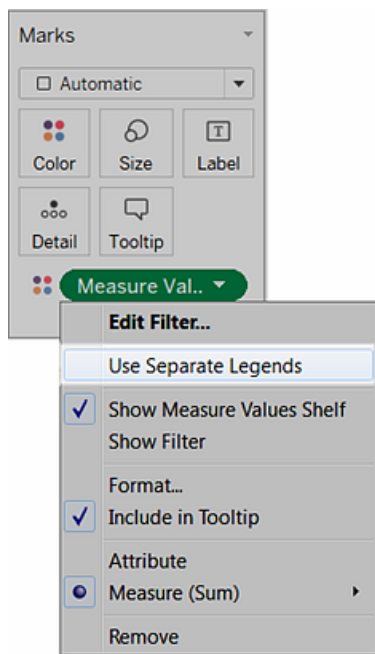 Marks
Automatic
Color Size Label
T
Detail Tooltip
Measure Val..
Edit Filter...
Use Separate Legends
Show Measure Values Shelf
Show Filter
Format...
Include in Tooltip
Attribute
Measure (Sum)
Remove